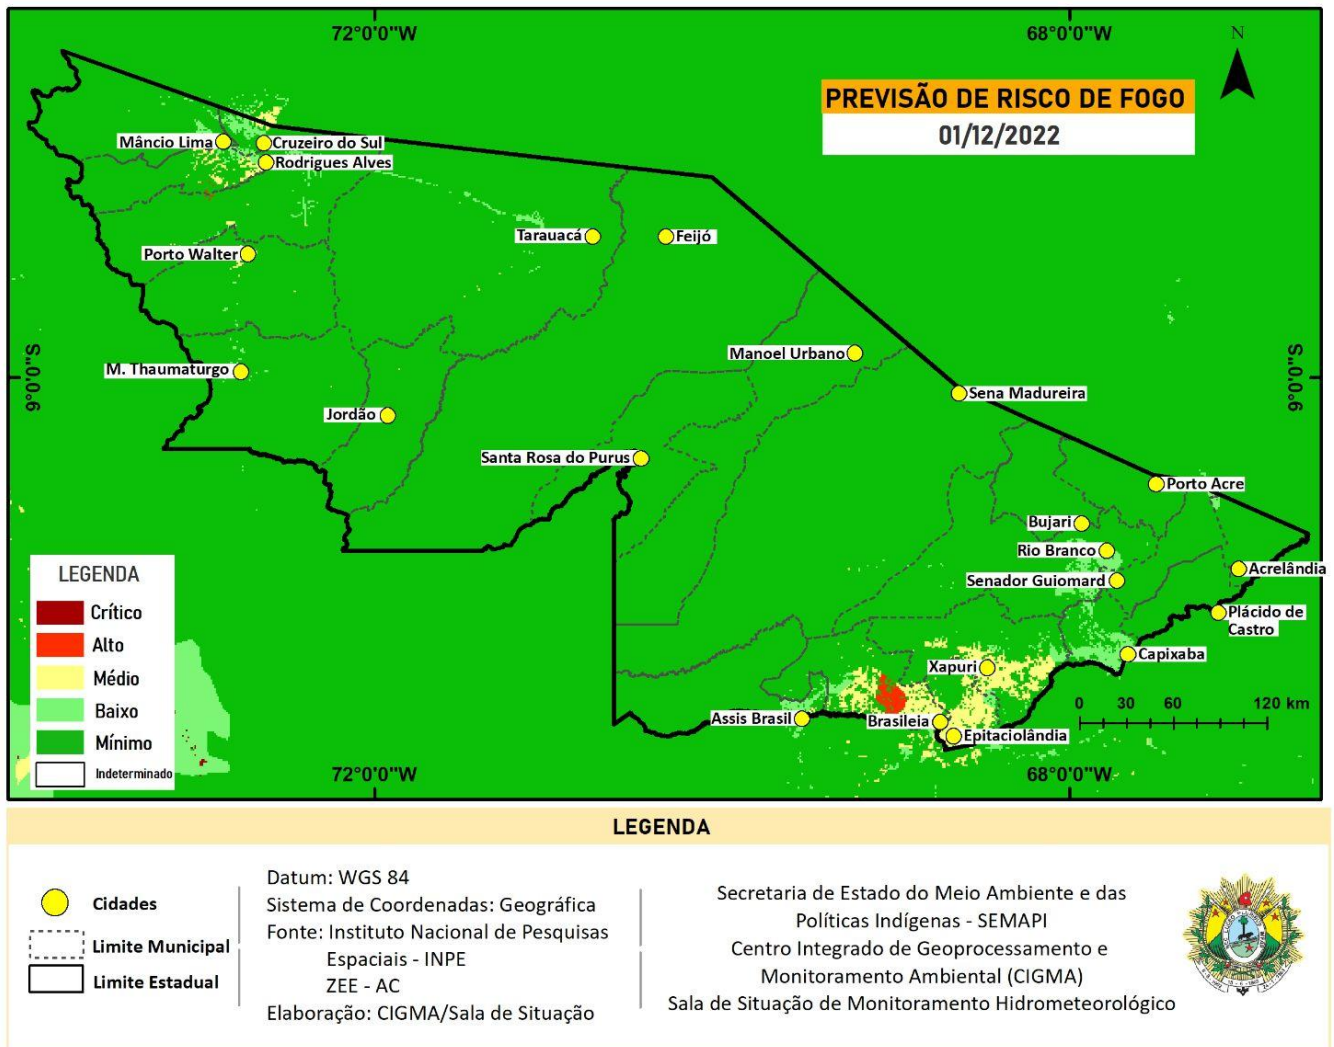 72°0'0"W
68°0'0"W
N
PREVISÃO DE RISCO DE FOGO
01/12/2022
Mâncio Lima
Cruzeiro do Sul
Rodrigues Alves
Tarauacá
Feijó
Porto Walter
Manoel Urbano
9°0'0"S
9°0'0"S
M. Thaumaturgo
Sena Madureira
Jordão
Santa Rosa do Purus
Porto Acre
Bujari
Rio Branco
Acrelândia
Senador Guiomard
Plácido de
Castro
Capixaba
Xapuri
Assis Brasil
Brasileia
Epitaciolândia
0 30 60 120 km
LEGENDA
Crítico
Alto
Médio
Baixo
Mínimo
Indeterminado
72°0'0"W
68°0'0"W
LEGENDA
Cidades
Limite Municipal
Limite Estadual
Datum: WGS 84
Sistema de Coordenadas: Geográfica
Fonte: Instituto Nacional de Pesquisas
Espaciais - INPE
ZEE - AC
Elaboração: CIGMA/Sala de Situação
Secretaria de Estado do Meio Ambiente e das
Políticas Indígenas - SEMAPI
Centro Integrado de Geoprocessamento e
Monitoramento Ambiental (CIGMA)
Sala de Situação de Monitoramento Hidrometeorológico